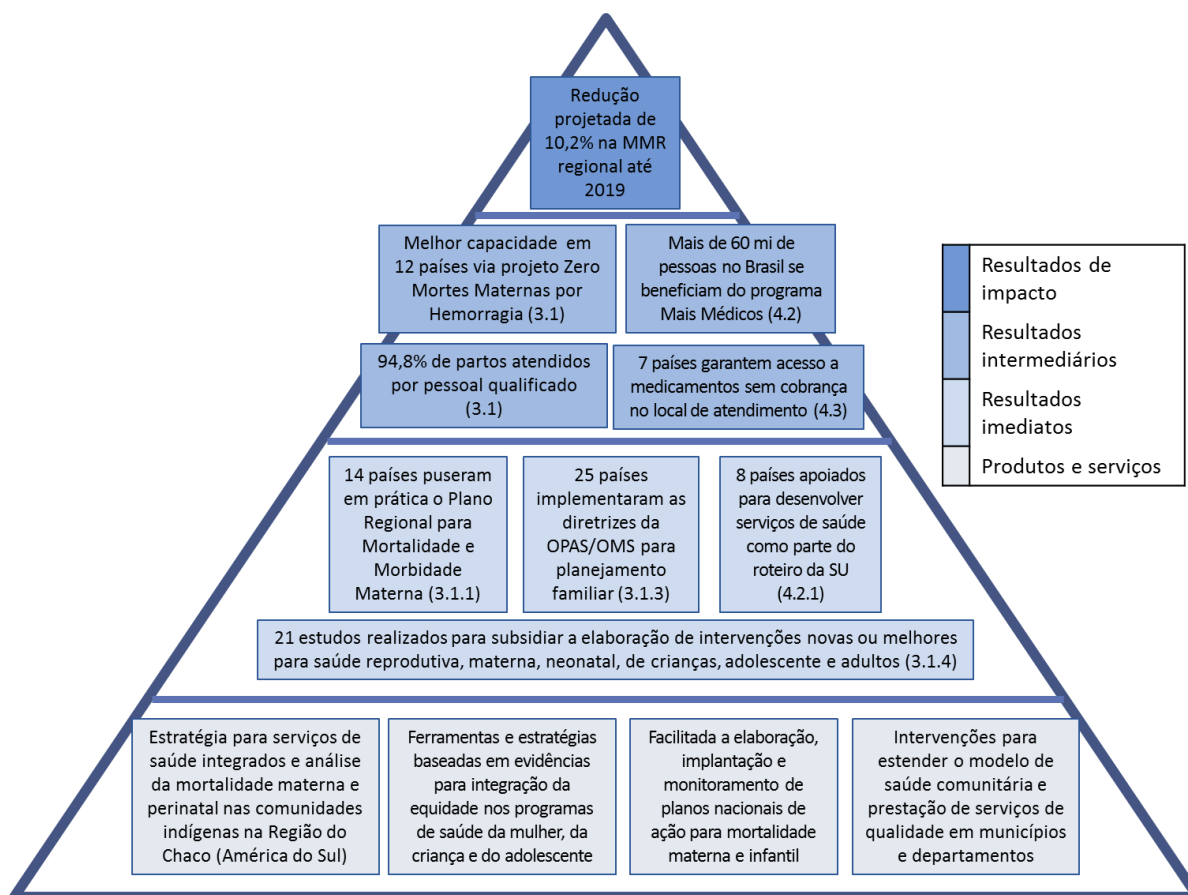 Redução
projetada de
10,2% na MMR
regional até
2019
Melhor capacidade em
12 países via projeto Zero
Mortes Maternas por
Hemorragia (3.1)
Mais de 60 mi de
pessoas no Brasil se
beneficiam do programa
Mais Médicos (4.2)
94,8% de partos atendidos
por pessoal qualificado
(3.1)
7 países garantem acesso a
medicamentos sem cobrança
no local de atendimento (4.3)
14 países puseram
em prática o Plano
Regional para
Mortalidade e
Morbidade
Materna (3.1.1)
25 países
implementaram as
diretrizes da
OPAS/OMS para
planejamento
familiar (3.1.3)
8 países apoiados
para desenvolver
serviços de saúde
como parte do
roteiro da SU
(4.2.1)
21 estudos realizados para subsidiar a elaboração de intervenções novas ou melhores
para saúde reprodutiva, materna, neonatal, de crianças, adolescente e adultos (3.1.4)
Estratégia para serviços de
saúde integrados e análise
da mortalidade materna e
perinatal nas comunidades
indígenas na Região do
Chaco (América do Sul)
Ferramentas e estratégias
baseadas em evidências
para integração da
equidade nos programas
de saúde da mulher, da
criança e do adolescente
Facilitada a elaboração,
implantação e
monitoramento de
planos nacionais de
ação para mortalidade
materna e infantil
Intervenções para
estender o modelo de
saúde comunitária e
prestação de serviços de
qualidade em municípios
e departamentos
Resultados de
impacto
Resultados
intermediários
Resultados
imediatos
Produtos e serviços